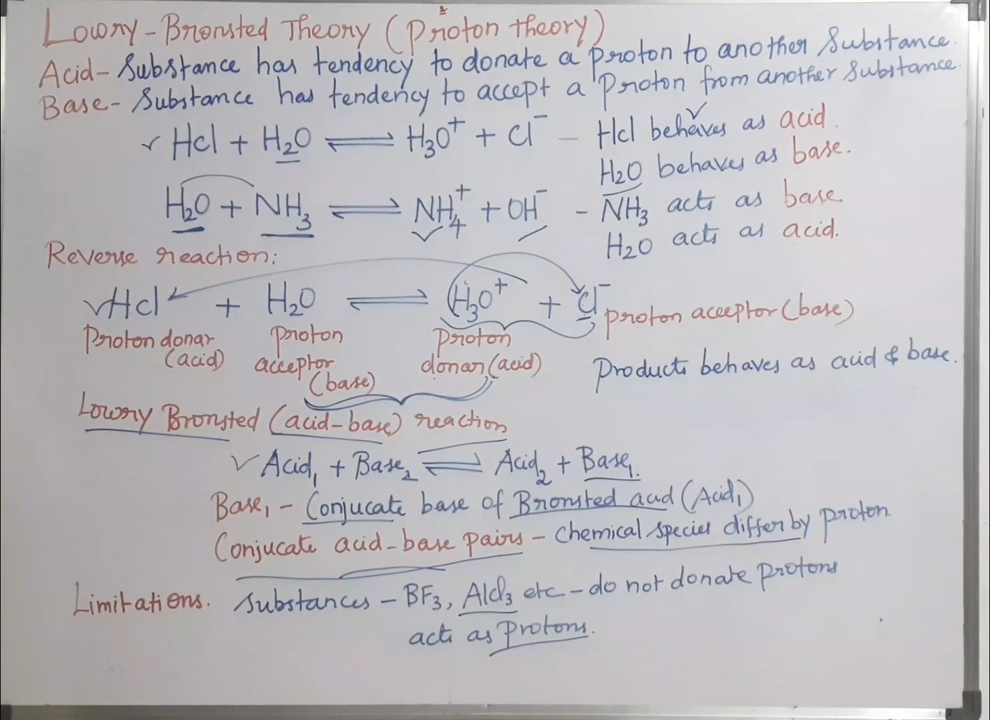 Lowry-Bronsted Theory (Proton theory)
Acid - Substance has tendency to donate a proton to another Substance.
Base - Substance has tendency to accept a Proton from another Substance.
✓ Hcl + H₂O ⇌ H₃O⁺ + Cl⁻ - Hcl behaves as acid.
H₂O behaves as base.
H₂O + NH₃ ⇌ NH₄⁺ + OH⁻ - NH₃ acts as base
H₂O acts as acid.
Reverse reaction:
✓Hcl + H₂O ⇌ H₃O⁺ + Cl⁻ proton acceptor (base)
Proton donar (acid) Proton acceptor (base) Proton donar (acid)
Products behaves as acid & base.
Lowry Bronsted (acid-base) reaction
✓ Acid₁ + Base₂ ⇌ Acid₂ + Base₁.
Base₁ - Conjucate base of Bronsted acid (Acid₁)
Conjucate acid-base pairs - Chemical species differ by proton.
Limitations. Substances - BF₃, Alcl₃ etc - do not donate protons
acts as Protons.